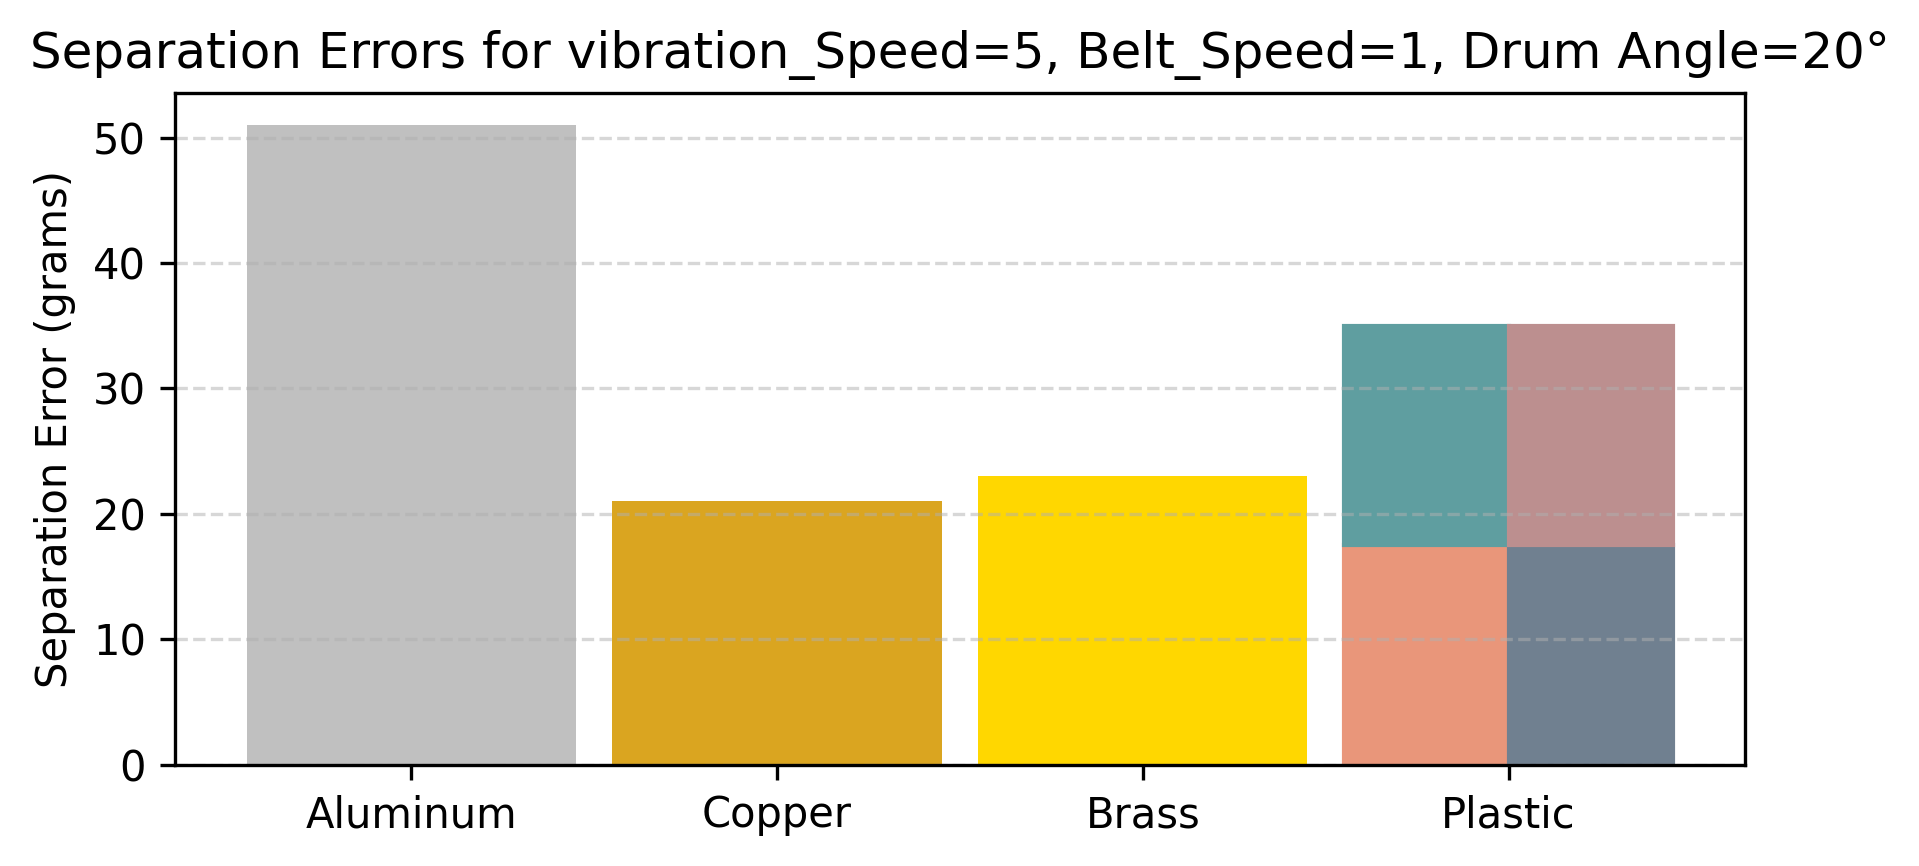 Separation Errors for vibration_Speed=5, Belt_Speed=1, Drum Angle=20°
Separation Error (grams)
50
40
30
20
10
0
Aluminum
Copper
Brass
Plastic